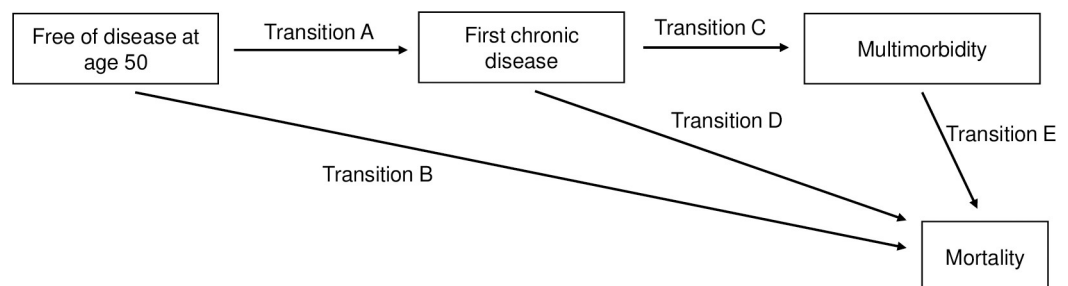 Free of disease at
age 50
Transition A
First chronic
disease
Transition C
Multimorbidity
Transition D
Transition E
Transition B
Mortality